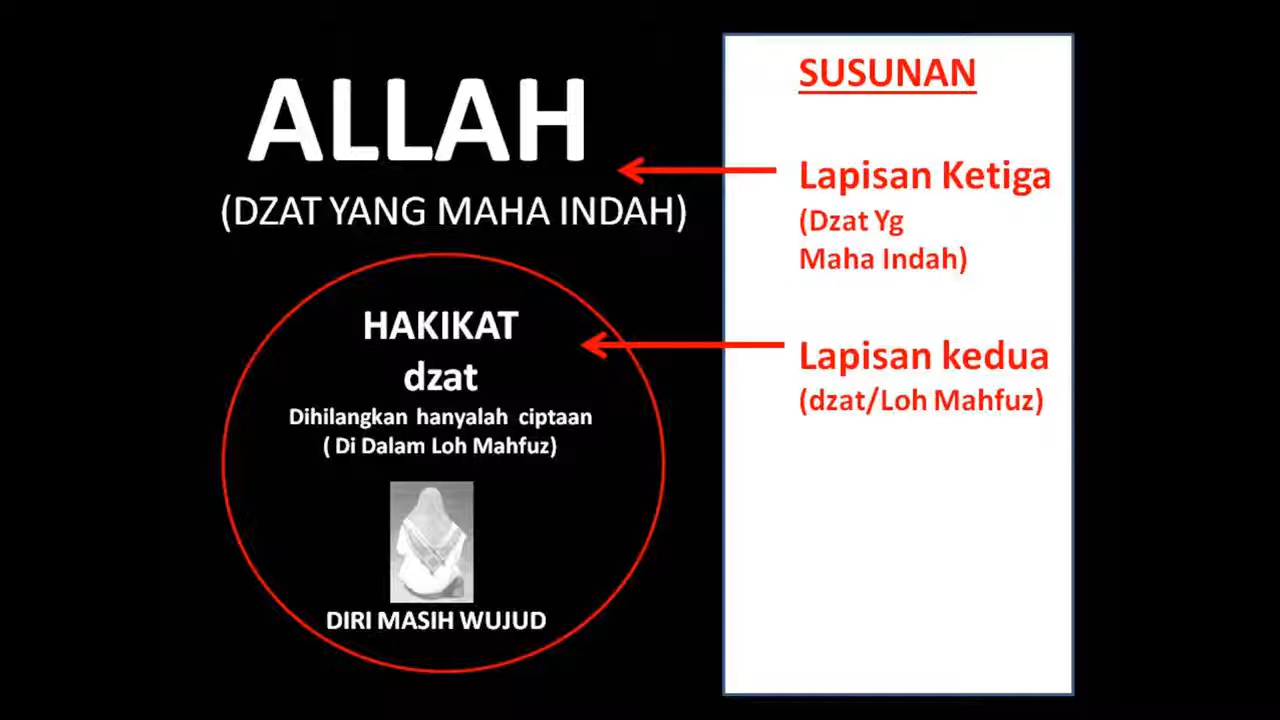 ALLAH
(DZAT YANG MAHA INDAH)
HAKIKAT
dzat
Dihilangkan hanyalah ciptaan
( Di Dalam Loh Mahfuz)
DIRI MASIH WUJUD
SUSUNAN
Lapisan Ketiga
(Dzat Yg
Maha Indah)
Lapisan kedua
(dzat/Loh Mahfuz)